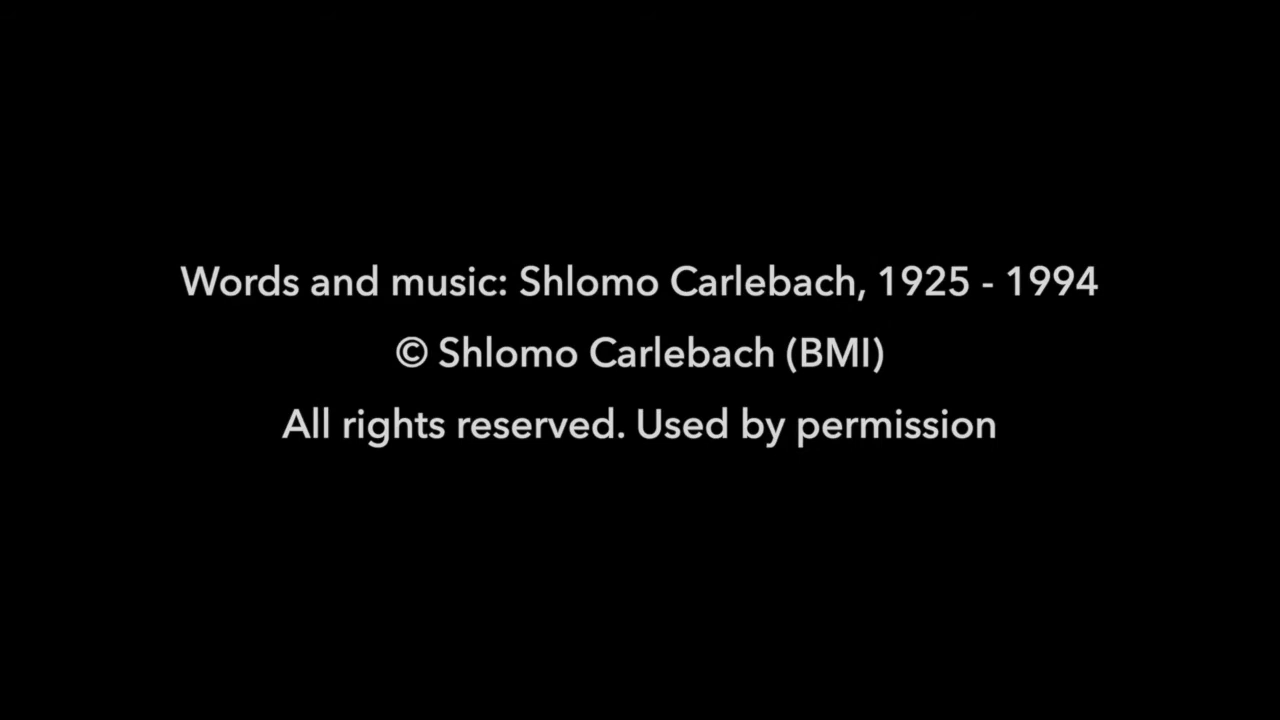 Words and music: Shlomo Carlebach, 1925 - 1994
© Shlomo Carlebach (BMI)
All rights reserved. Used by permission